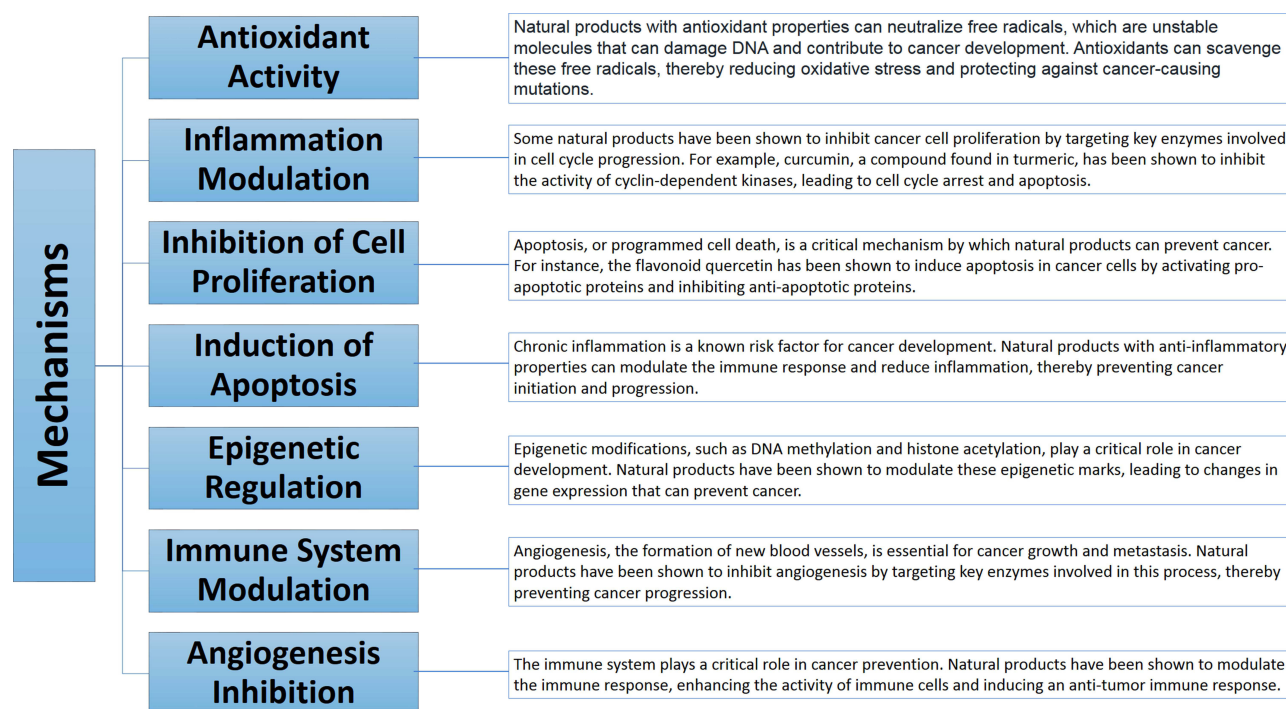 Mechanisms
Antioxidant
Activity
Natural products with antioxidant properties can neutralize free radicals, which are unstable
molecules that can damage DNA and contribute to cancer development. Antioxidants can scavenge
these free radicals, thereby reducing oxidative stress and protecting against cancer-causing
mutations.
Inflammation
Modulation
Some natural products have been shown to inhibit cancer cell proliferation by targeting key enzymes involved
in cell cycle progression. For example, curcumin, a compound found in turmeric, has been shown to inhibit
the activity of cyclin-dependent kinases, leading to cell cycle arrest and apoptosis.
Inhibition of Cell
Proliferation
Apoptosis, or programmed cell death, is a critical mechanism by which natural products can prevent cancer.
For instance, the flavonoid quercetin has been shown to induce apoptosis in cancer cells by activating pro-
apoptotic proteins and inhibiting anti-apoptotic proteins.
Induction of
Apoptosis
Chronic inflammation is a known risk factor for cancer development. Natural products with anti-inflammatory
properties can modulate the immune response and reduce inflammation, thereby preventing cancer
initiation and progression.
Epigenetic
Regulation
Epigenetic modifications, such as DNA methylation and histone acetylation, play a critical role in cancer
development. Natural products have been shown to modulate these epigenetic marks, leading to changes in
gene expression that can prevent cancer.
Immune System
Modulation
Angiogenesis, the formation of new blood vessels, is essential for cancer growth and metastasis. Natural
products have been shown to inhibit angiogenesis by targeting key enzymes involved in this process, thereby
preventing cancer progression.
Angiogenesis
Inhibition
The immune system plays a critical role in cancer prevention. Natural products have been shown to modulate
the immune response, enhancing the activity of immune cells and inducing an anti-tumor immune response.